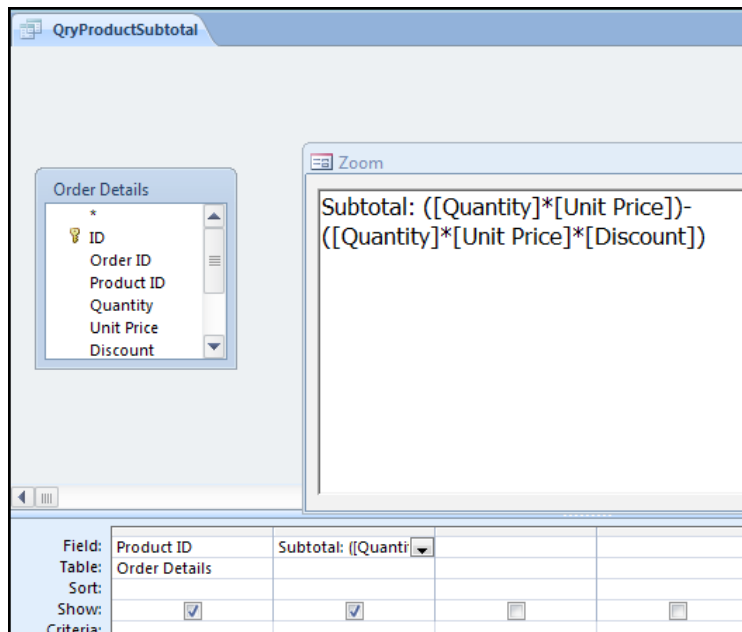 QryProductSubtotal
Zoom
Order Details
*
ID
Order ID
Product ID
Quantity
Unit Price
Discount
Subtotal: ([Quantity]*[Unit Price])-
([Quantity]*[Unit Price]*[Discount])
Field: Product ID Subtotal: ([Quanti
Table: Order Details
Sort:
Show:
Criteria: